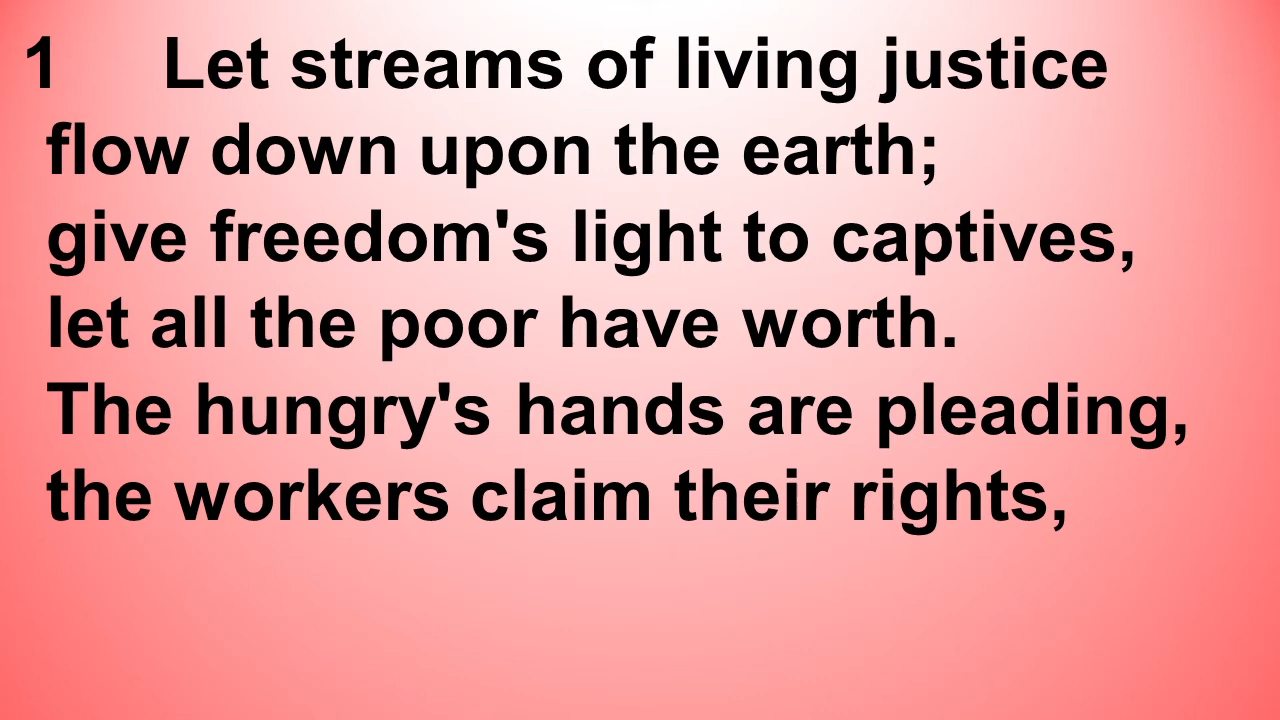 1 Let streams of living justice
flow down upon the earth;
give freedom's light to captives,
let all the poor have worth.
The hungry's hands are pleading,
the workers claim their rights,